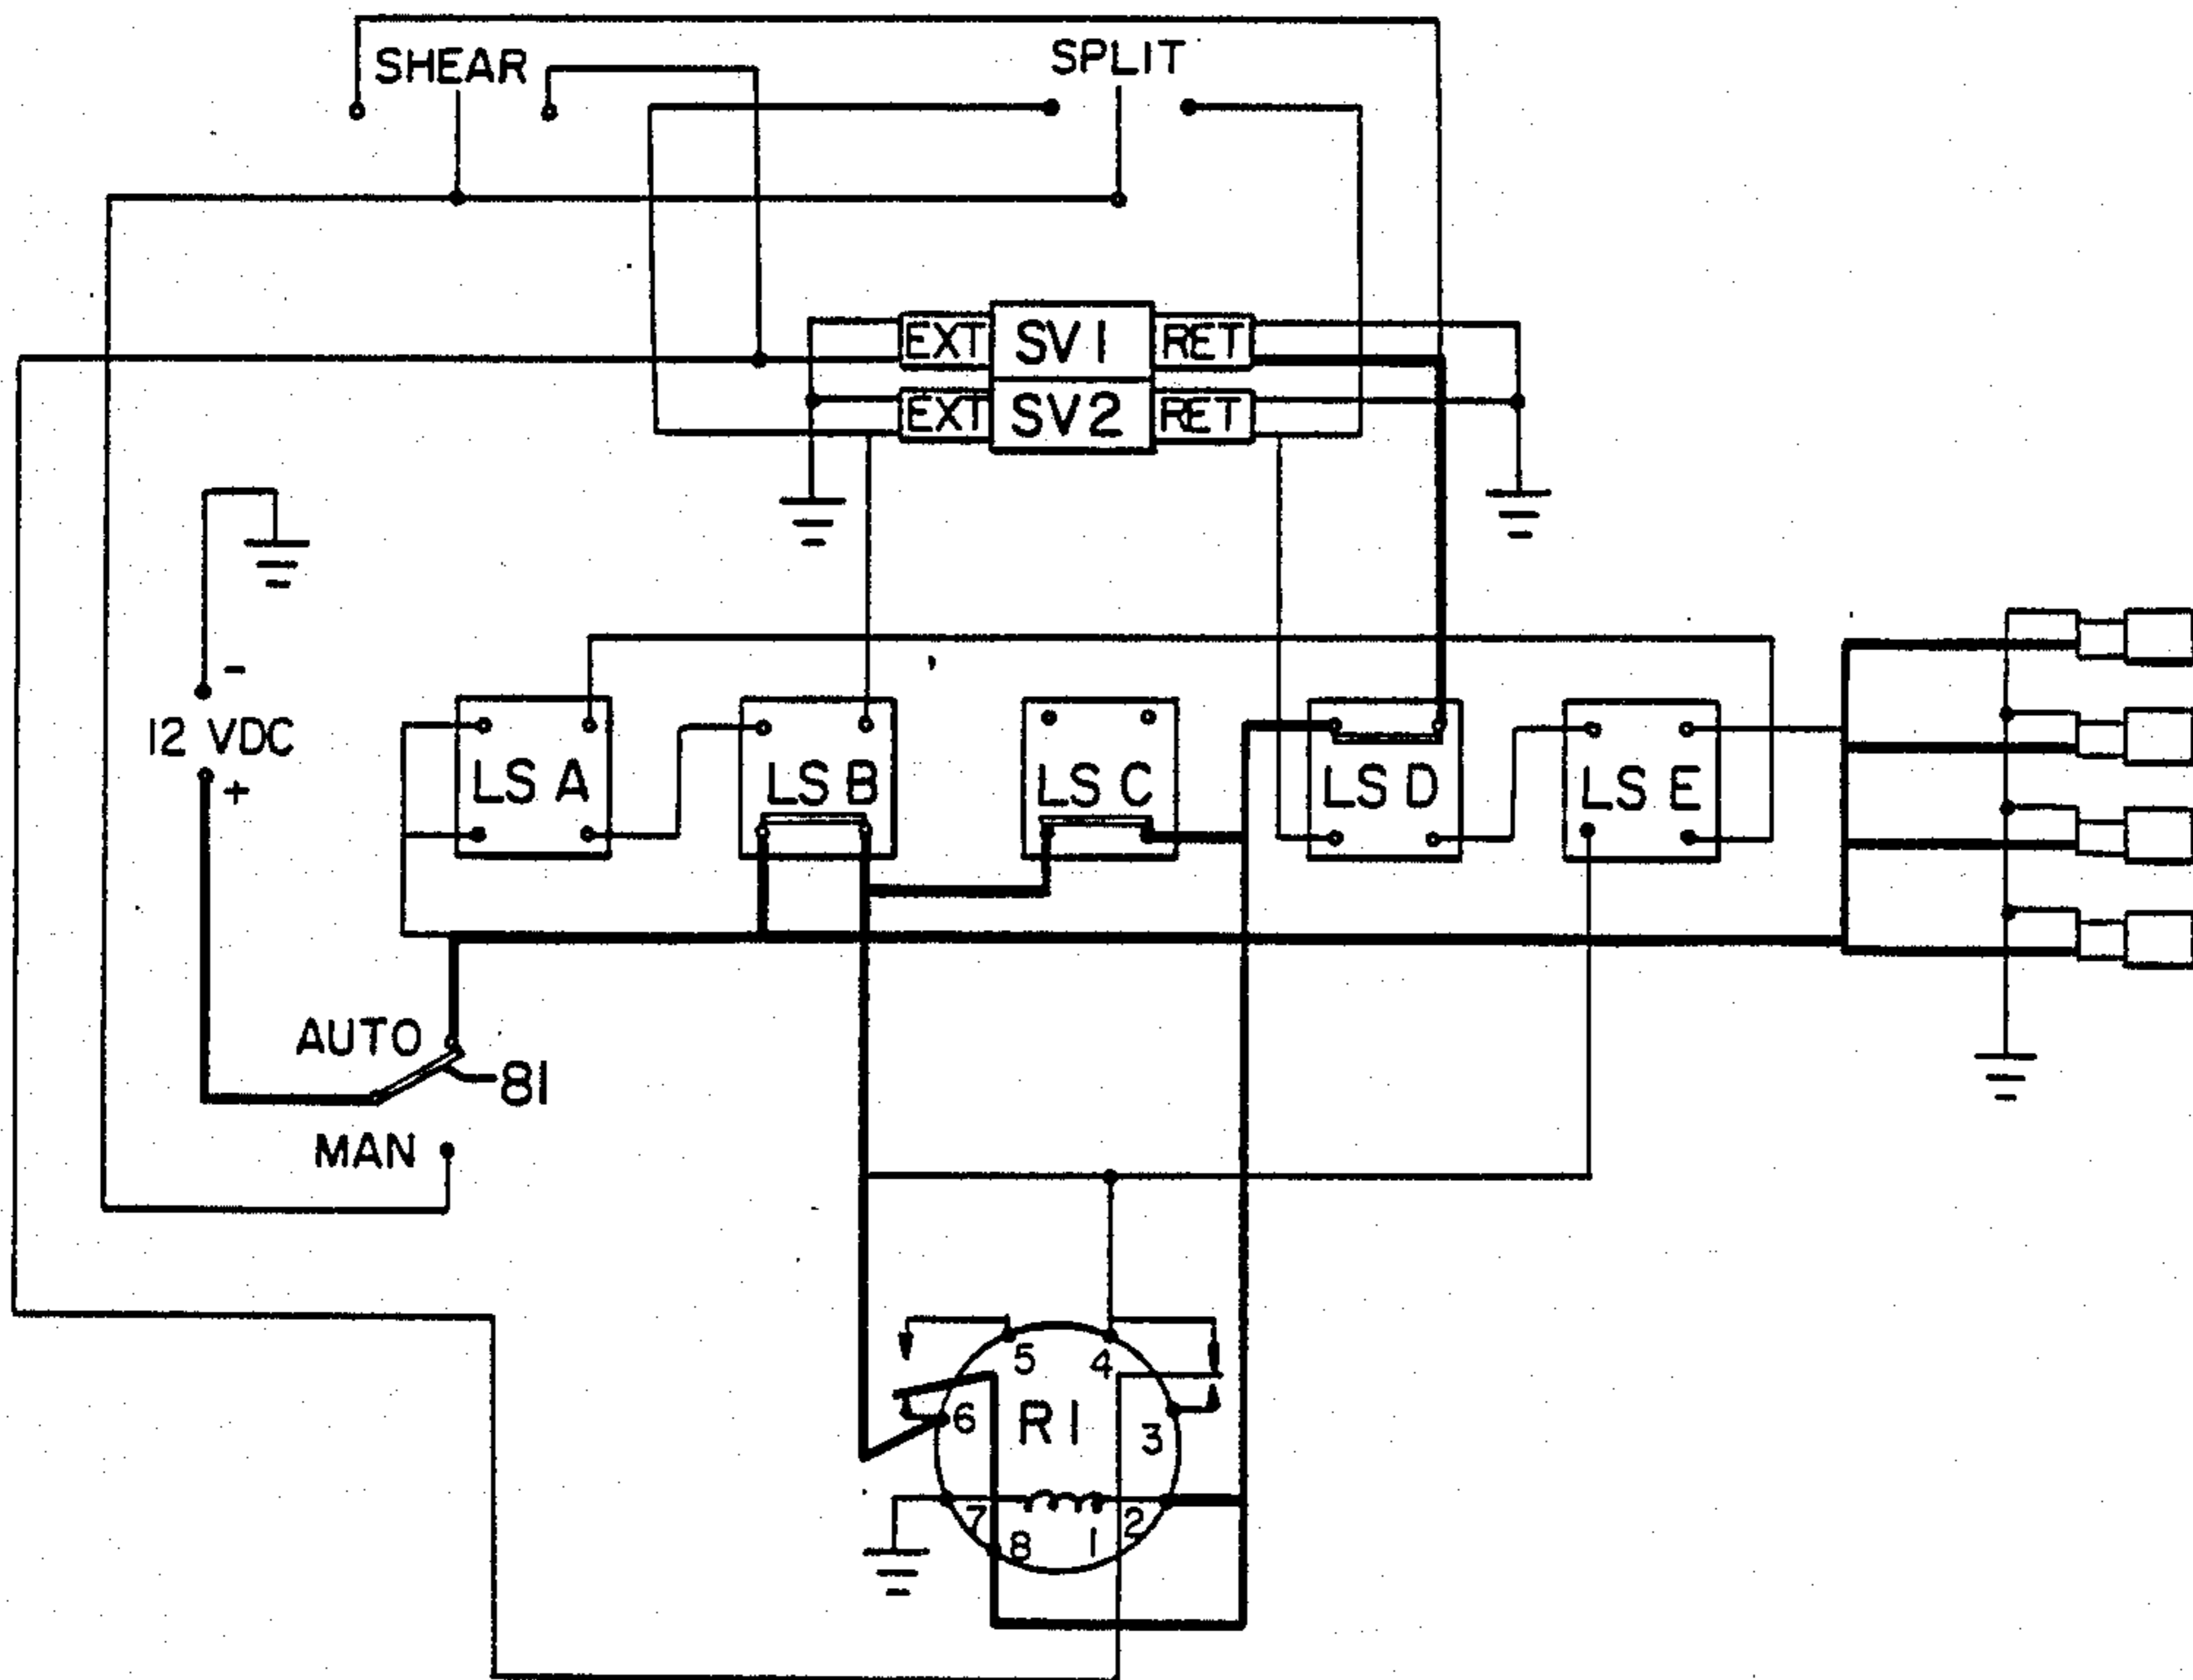 SHEAR
SPLIT
EXT SV1 RET
EXT SV2 RET
-
12 VDC
+
LS A
LS B
LS C
LS D
LS E
AUTO
81
MAN
5 4
6 R1 3
7 8 1 2